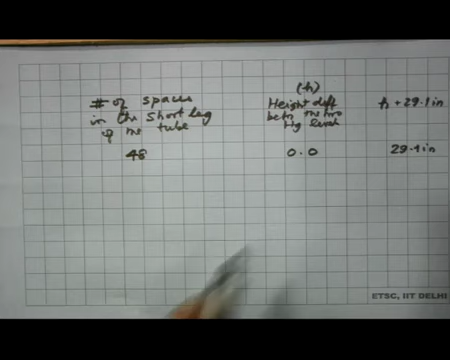 # of spaces
in the short leg
of the tube
(h)
Height diff
betn the two
Hg level
h + 29.1 in
48
0.0
29.1 in
ETSC, IIT DELHI